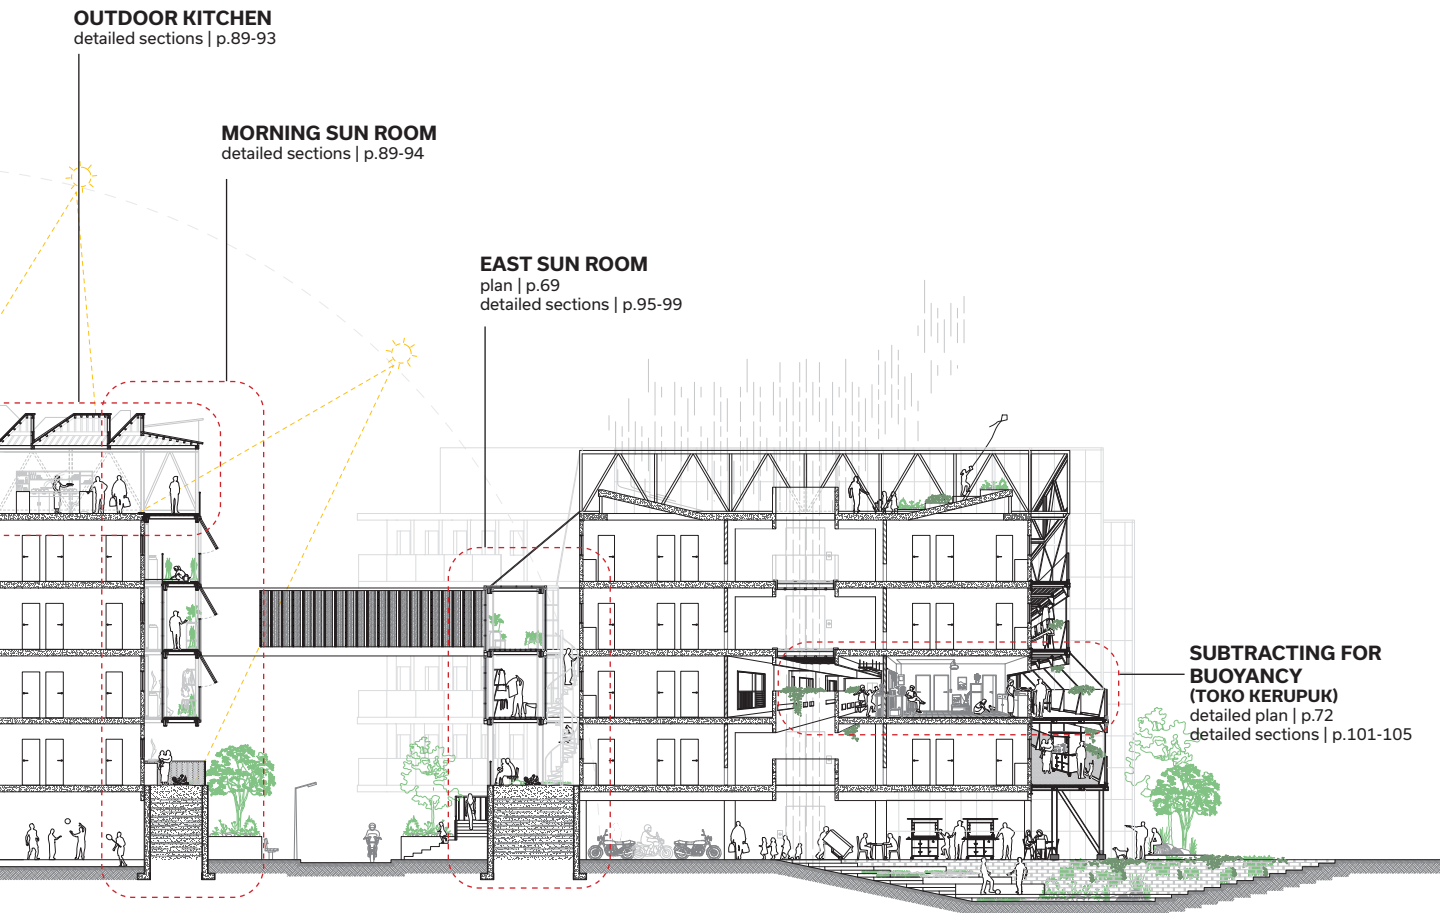 OUTDOOR KITCHEN
detailed sections | p.89-93
MORNING SUN ROOM
detailed sections | p.89-94
EAST SUN ROOM
plan | p.69
detailed sections | p.95-99
SUBTRACTING FOR
BUOYANCY
(TOKO KERUPUK)
detailed plan | p.72
detailed sections | p.101-105